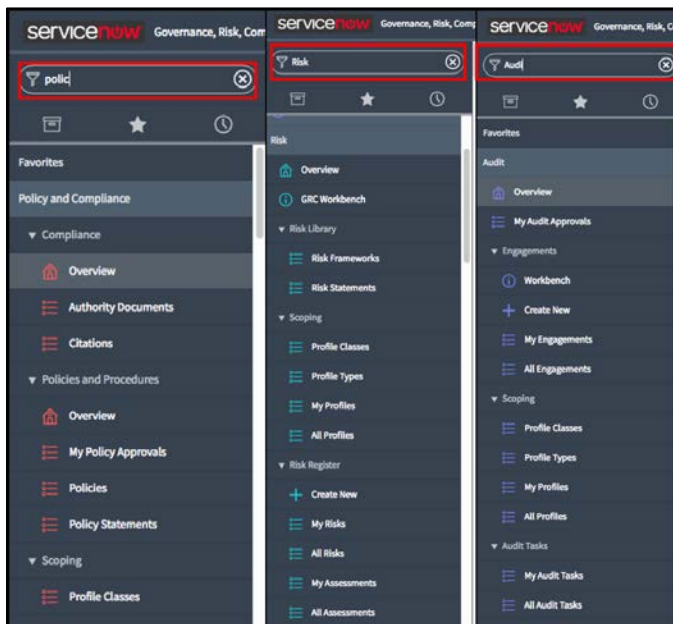 servicenow Governance, Risk, Com
polic
Favorites
Policy and Compliance
Compliance
Overview
Authority Documents
Citations
Policies and Procedures
Overview
My Policy Approvals
Policies
Policy Statements
Scoping
Profile Classes
servicenow Governance, Risk, Comp
Risk
Risk
Overview
GRC Workbench
Risk Library
Risk Frameworks
Risk Statements
Scoping
Profile Classes
Profile Types
My Profiles
All Profiles
Risk Register
Create New
My Risks
All Risks
My Assessments
All Assessments
servicenow Governance, Risk, C
Audi
Favorites
Audit
Overview
My Audit Approvals
Engagements
Workbench
Create New
My Engagements
All Engagements
Scoping
Profile Classes
Profile Types
My Profiles
All Profiles
Audit Tasks
My Audit Tasks
All Audit Tasks